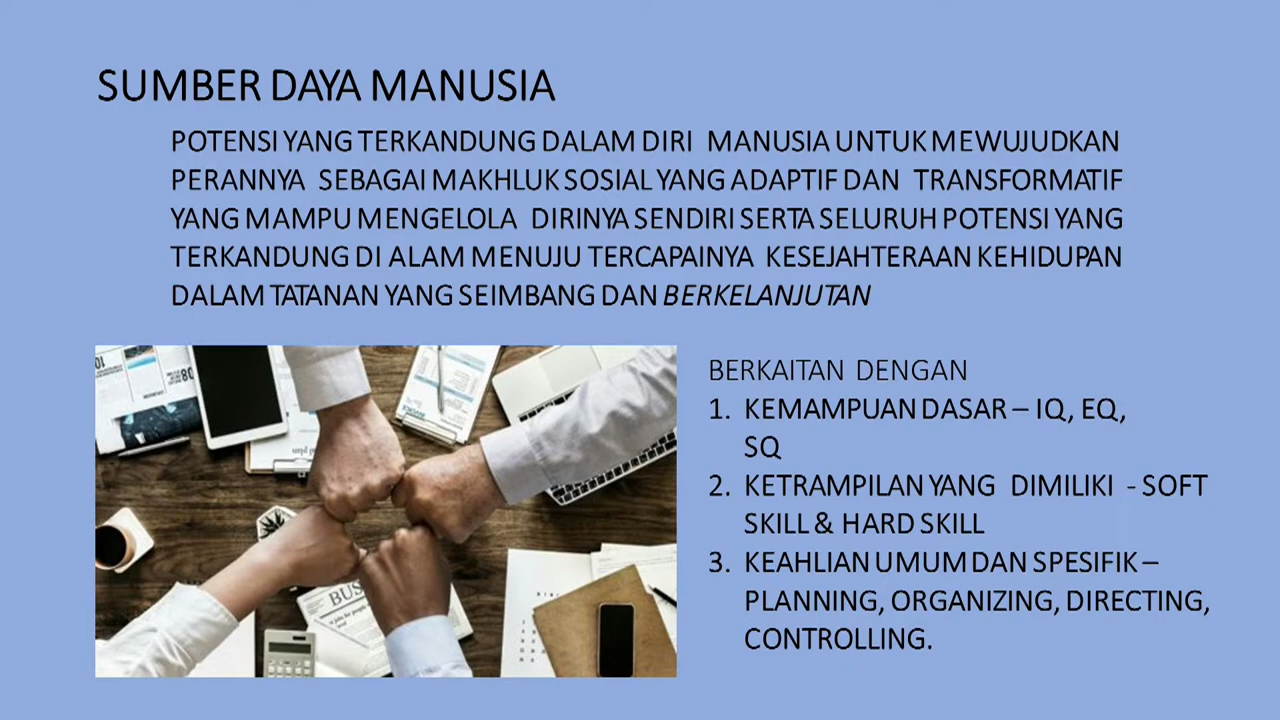 SUMBER DAYA MANUSIA
POTENSI YANG TERKANDUNG DALAM DIRI MANUSIA UNTUK MEWUJUDKAN
PERANNYA SEBAGAI MAKHLUK SOSIAL YANG ADAPTIF DAN TRANSFORMATIF
YANG MAMPU MENGELOLA DIRINYA SENDIRI SERTA SELURUH POTENSI YANG
TERKANDUNG DI ALAM MENUJU TERCAPAINYA KESEJAHTERAAN KEHIDUPAN
DALAM TATANAN YANG SEIMBANG DAN BERKELANJUTAN
BERKAITAN DENGAN
1. KEMAMPUAN DASAR – IQ, EQ,
SQ
2. KETRAMPILAN YANG DIMILIKI - SOFT
SKILL & HARD SKILL
3. KEAHLIAN UMUM DAN SPESIFIK –
PLANNING, ORGANIZING, DIRECTING,
CONTROLLING.